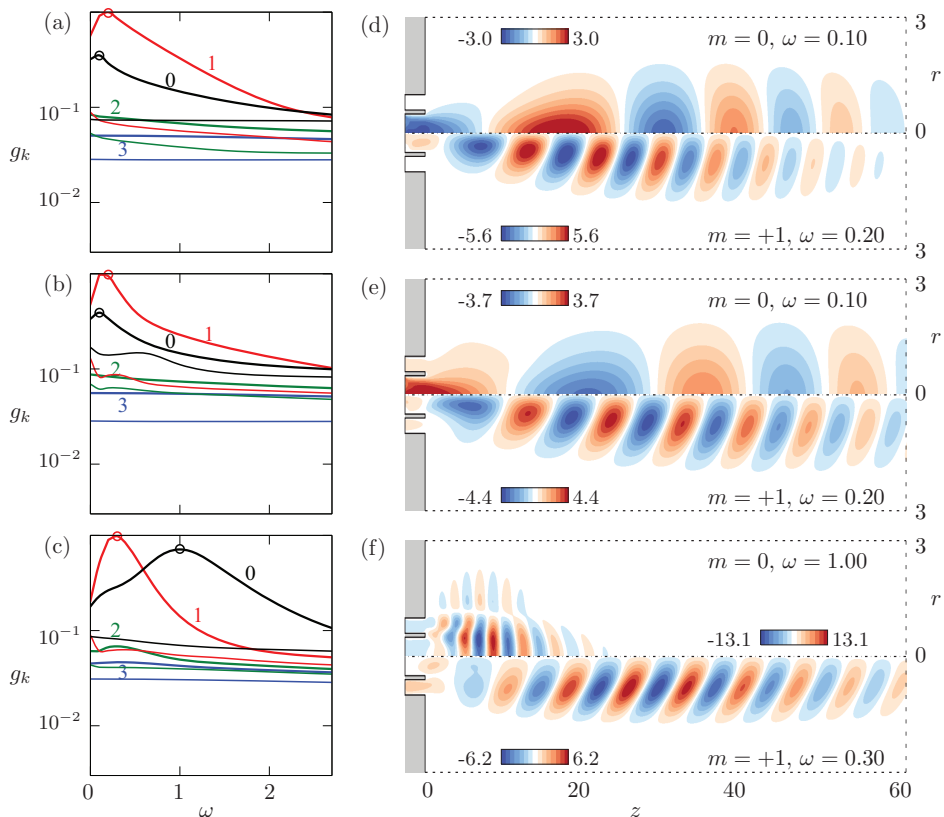 (a)
1
0
10⁻¹
2
g_k
3
10⁻²
(b)
1
0
10⁻¹
2
g_k
3
10⁻²
(c)
0
1
10⁻¹
2
g_k
3
10⁻²
0 1 2
ω
(d)
-3.0 3.0
m = 0, ω = 0.10
3
r
0
-5.6 5.6
m = +1, ω = 0.20
3
(e)
-3.7 3.7
m = 0, ω = 0.10
3
r
0
-4.4 4.4
m = +1, ω = 0.20
3
(f)
m = 0, ω = 1.00
3
r
-13.1 13.1
0
-6.2 6.2
m = +1, ω = 0.30
3
0 20 40 60
z